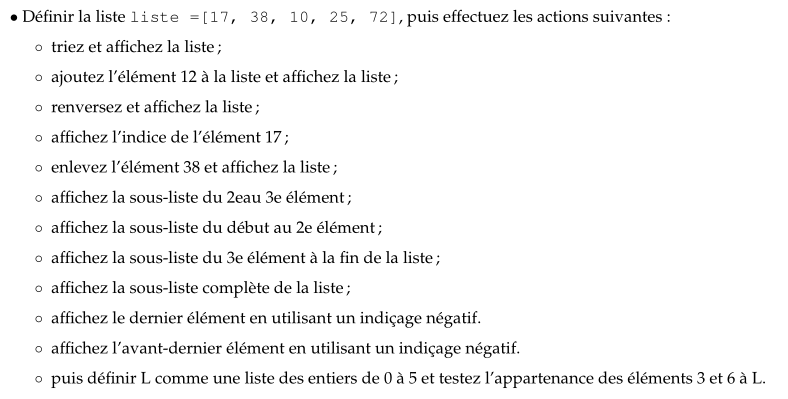 • Définir la liste liste =[17, 38, 10, 25, 72], puis effectuez les actions suivantes :
◦ triez et affichez la liste ;
◦ ajoutez l'élément 12 à la liste et affichez la liste ;
◦ renversez et affichez la liste ;
◦ affichez l'indice de l'élément 17 ;
◦ enlevez l'élément 38 et affichez la liste ;
◦ affichez la sous-liste du 2eau 3e élément ;
◦ affichez la sous-liste du début au 2e élément ;
◦ affichez la sous-liste du 3e élément à la fin de la liste ;
◦ affichez la sous-liste complète de la liste ;
◦ affichez le dernier élément en utilisant un indiçage négatif.
◦ affichez l'avant-dernier élément en utilisant un indiçage négatif.
◦ puis définir L comme une liste des entiers de 0 à 5 et testez l'appartenance des éléments 3 et 6 à L.